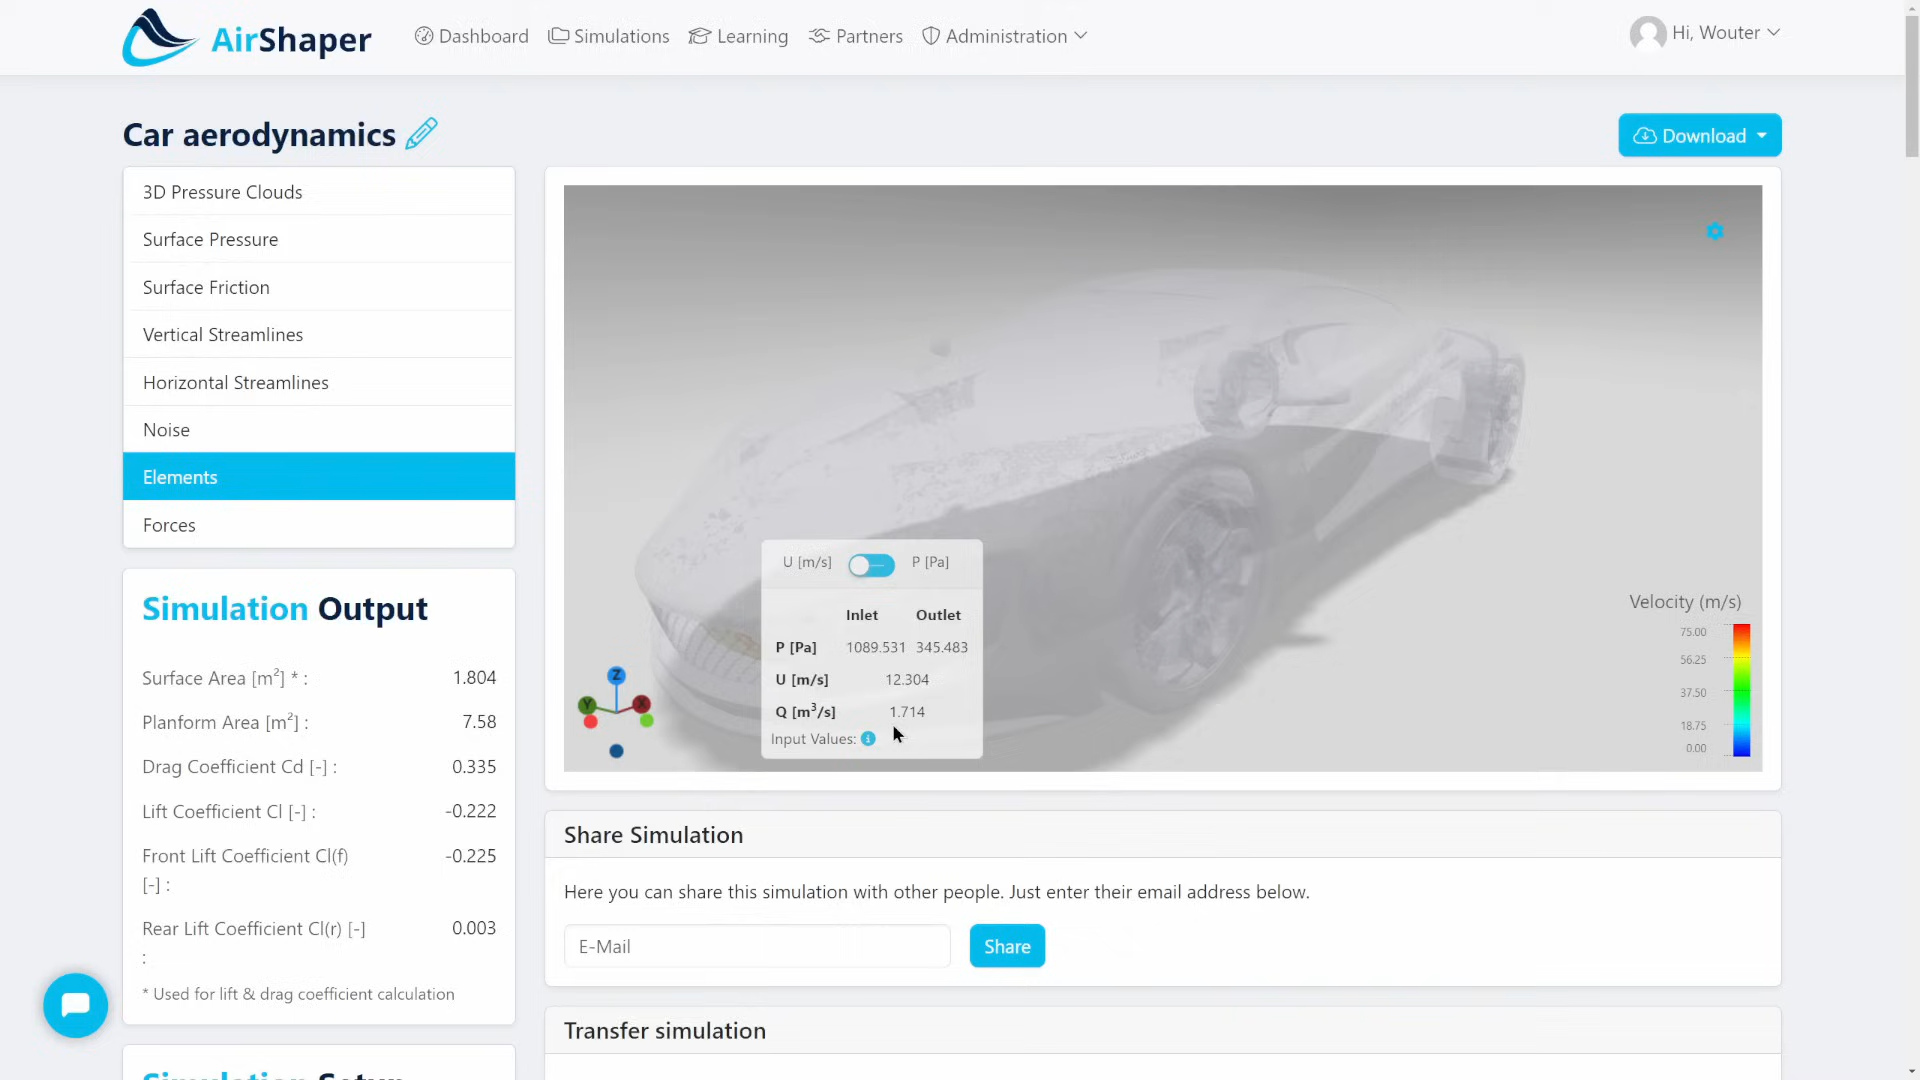 AirShaper
Dashboard
Simulations
Learning
Partners
Administration
Hi, Wouter
Car aerodynamics
Download
3D Pressure Clouds
Surface Pressure
Surface Friction
Vertical Streamlines
Horizontal Streamlines
Noise
Elements
Forces
U [m/s] P [Pa]
Inlet Outlet
P [Pa] 1089.531 345.483
U [m/s] 12.304
Q [m³/s] 1.714
Input Values:
Z
Y X
Velocity (m/s)
75.00
56.25
37.50
18.75
0.00
Simulation Output
Surface Area [m²] * : 1.804
Planform Area [m²] : 7.58
Drag Coefficient Cd [-] : 0.335
Lift Coefficient Cl [-] : -0.222
Front Lift Coefficient Cl(f) -0.225
[-] :
Rear Lift Coefficient Cl(r) [-] 0.003
:
* Used for lift & drag coefficient calculation
Share Simulation
Here you can share this simulation with other people. Just enter their email address below.
E-Mail
Share
Transfer simulation